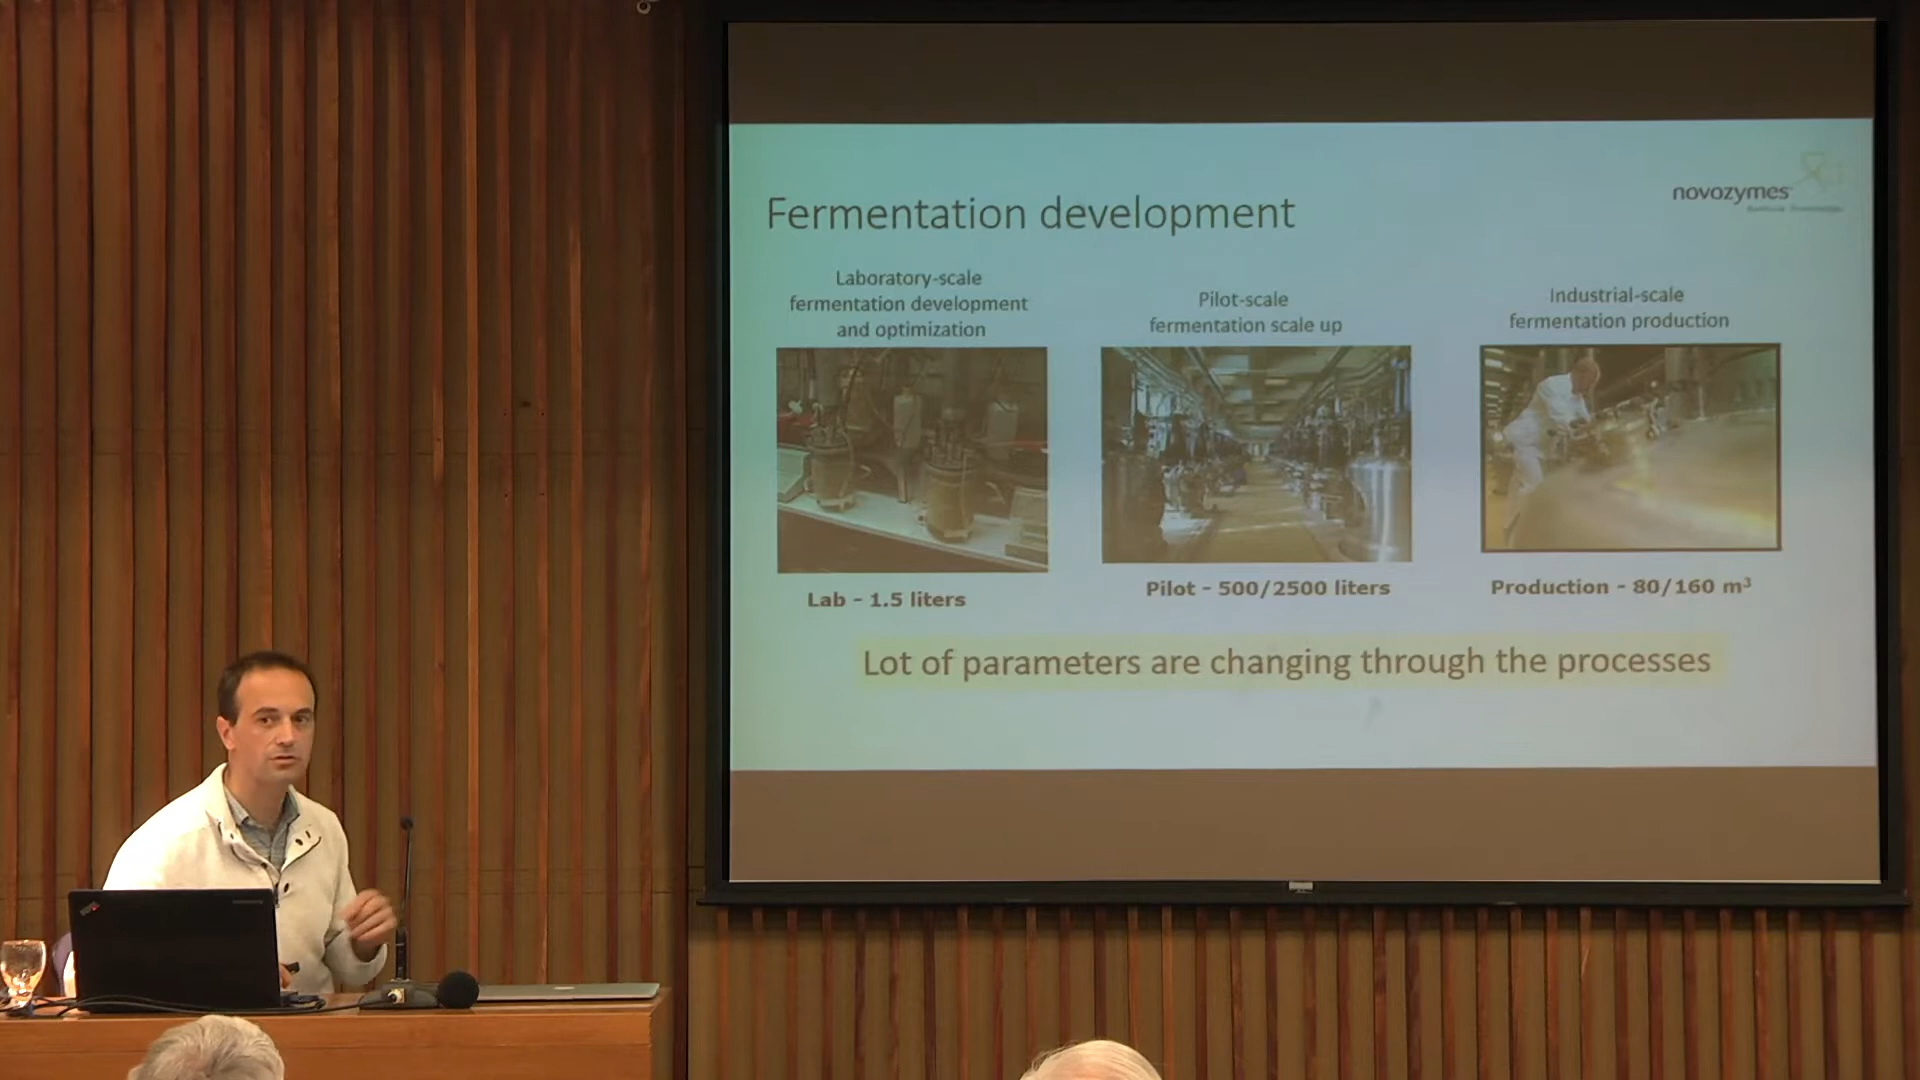 novozymes
Fermentation development
Laboratory-scale
fermentation development
and optimization
Pilot-scale
fermentation scale up
Industrial-scale
fermentation production
Lab - 1.5 liters
Pilot - 500/2500 liters
Production - 80/160 m³
Lot of parameters are changing through the processes